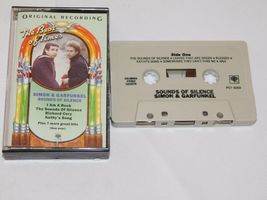 ORIGINAL RECORDING
The Best
of Times
SIMON & GARFUNKEL
SOUNDS OF SILENCE
I Am A Rock
The Sounds Of Silence
Richard Cory
Kathy's Song
Plus 7 more great hits
Side One
THE SOUNDS OF SILENCE • LEAVES THAT ARE GREEN • BLESSED •
KATHY'S SONG • SOMEWHERE THEY CAN'T FIND ME • ANJI
SOUNDS OF SILENCE
SIMON & GARFUNKEL